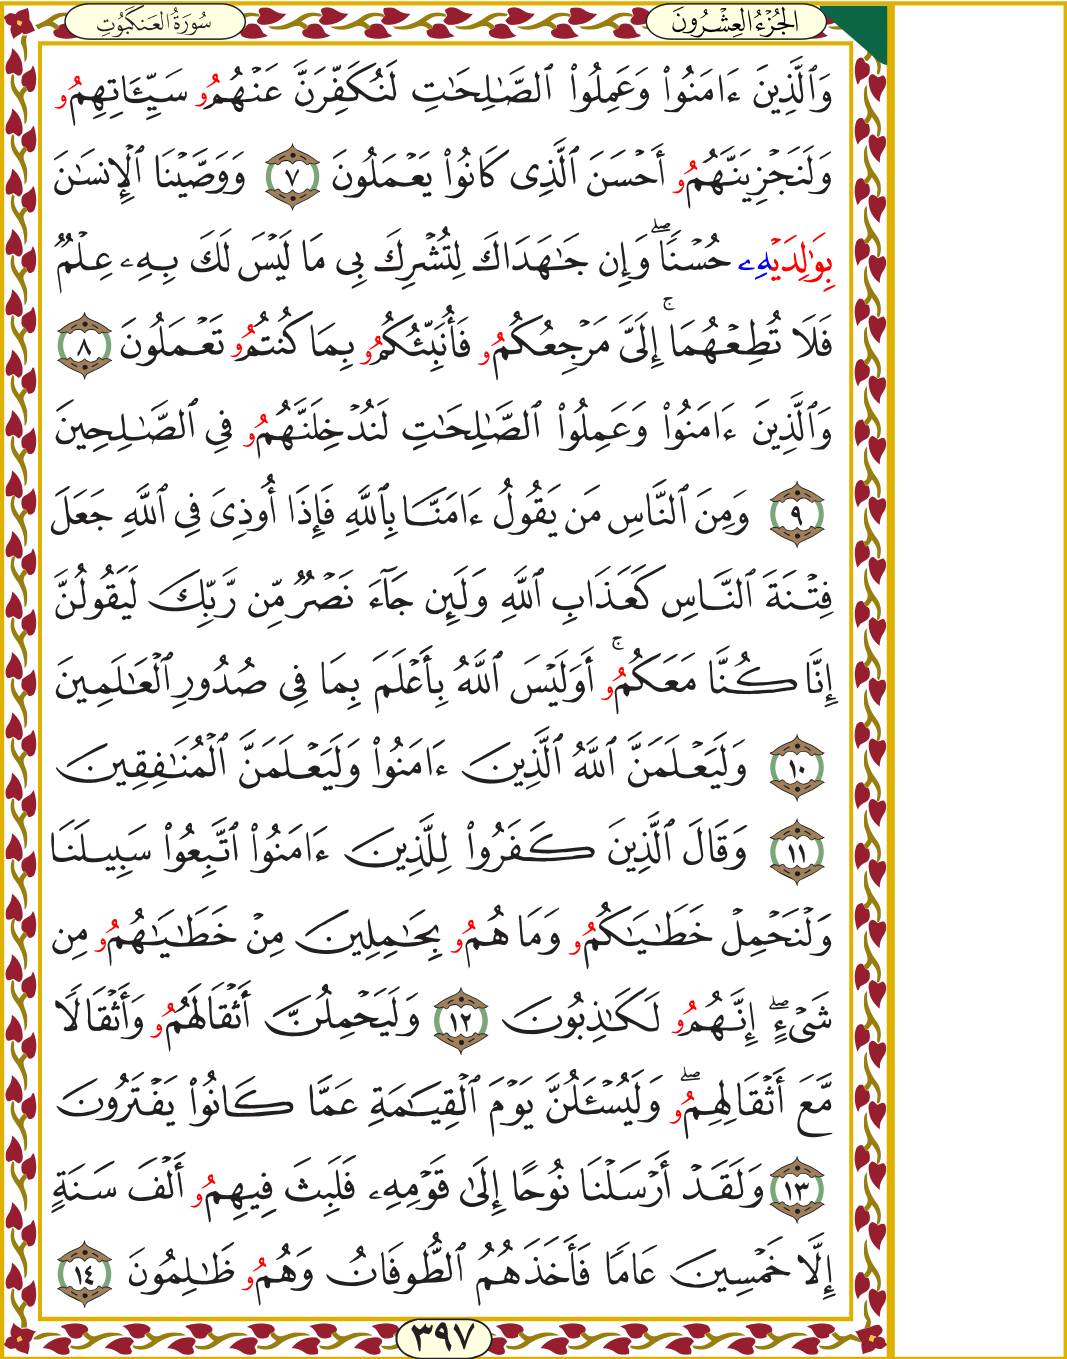 الجُزْءُ العِشْرُونَ
سُورَةُ العَنكَبُوتِ
وَٱلَّذِينَ ءَامَنُوا۟ وَعَمِلُوا۟ ٱلصَّـٰلِحَـٰتِ لَنُكَفِّرَنَّ عَنْهُمُۥ سَيِّـَٔاتِهِمُۥ
وَلَنَجْزِيَنَّهُمُۥ أَحْسَنَ ٱلَّذِى كَانُوا۟ يَعْمَلُونَ ٧ وَوَصَّيْنَا ٱلْإِنسَـٰنَ
بِوَٰلِدَيْهِۦ حُسْنًاۖ وَإِن جَـٰهَدَاكَ لِتُشْرِكَ بِى مَا لَيْسَ لَكَ بِهِۦ عِلْمٌ
فَلَا تُطِعْهُمَاۚ إِلَىَّ مَرْجِعُكُمُۥ فَأُنَبِّئُكُمُۥ بِمَا كُنتُمُۥ تَعْمَلُونَ ٨
وَٱلَّذِينَ ءَامَنُوا۟ وَعَمِلُوا۟ ٱلصَّـٰلِحَـٰتِ لَنُدْخِلَنَّهُمُۥ فِى ٱلصَّـٰلِحِينَ
٩ وَمِنَ ٱلنَّاسِ مَن يَقُولُ ءَامَنَّا بِٱللَّهِ فَإِذَا أُوذِىَ فِى ٱللَّهِ جَعَلَ
فِتْنَةَ ٱلنَّاسِ كَعَذَابِ ٱللَّهِ وَلَئِن جَآءَ نَصْرٌ مِّن رَّبِّكَ لَيَقُولُنَّ
إِنَّا كُنَّا مَعَكُمُۥۚ أَوَلَيْسَ ٱللَّهُ بِأَعْلَمَ بِمَا فِى صُدُورِ ٱلْعَـٰلَمِينَ
١٠ وَلَيَعْلَمَنَّ ٱللَّهُ ٱلَّذِينَ ءَامَنُوا۟ وَلَيَعْلَمَنَّ ٱلْمُنَـٰفِقِينَ
١١ وَقَالَ ٱلَّذِينَ كَفَرُوا۟ لِلَّذِينَ ءَامَنُوا۟ ٱتَّبِعُوا۟ سَبِيلَنَا
وَلْنَحْمِلْ خَطَـٰيَـٰكُمُۥ وَمَا هُمُۥ بِحَـٰمِلِينَ مِنْ خَطَـٰيَـٰهُمُۥ مِن
شَىْءٍۖ إِنَّهُمُۥ لَكَـٰذِبُونَ ١٢ وَلَيَحْمِلُنَّ أَثْقَالَهُمُۥ وَأَثْقَالًا
مَّعَ أَثْقَالِهِمُۥۖ وَلَيُسْـَٔلُنَّ يَوْمَ ٱلْقِيَـٰمَةِ عَمَّا كَانُوا۟ يَفْتَرُونَ
١٣ وَلَقَدْ أَرْسَلْنَا نُوحًا إِلَىٰ قَوْمِهِۦ فَلَبِثَ فِيهِمُۥ أَلْفَ سَنَةٍ
إِلَّا خَمْسِينَ عَامًا فَأَخَذَهُمُ ٱلطُّوفَانُ وَهُمُۥ ظَـٰلِمُونَ ١٤
٣٩٧